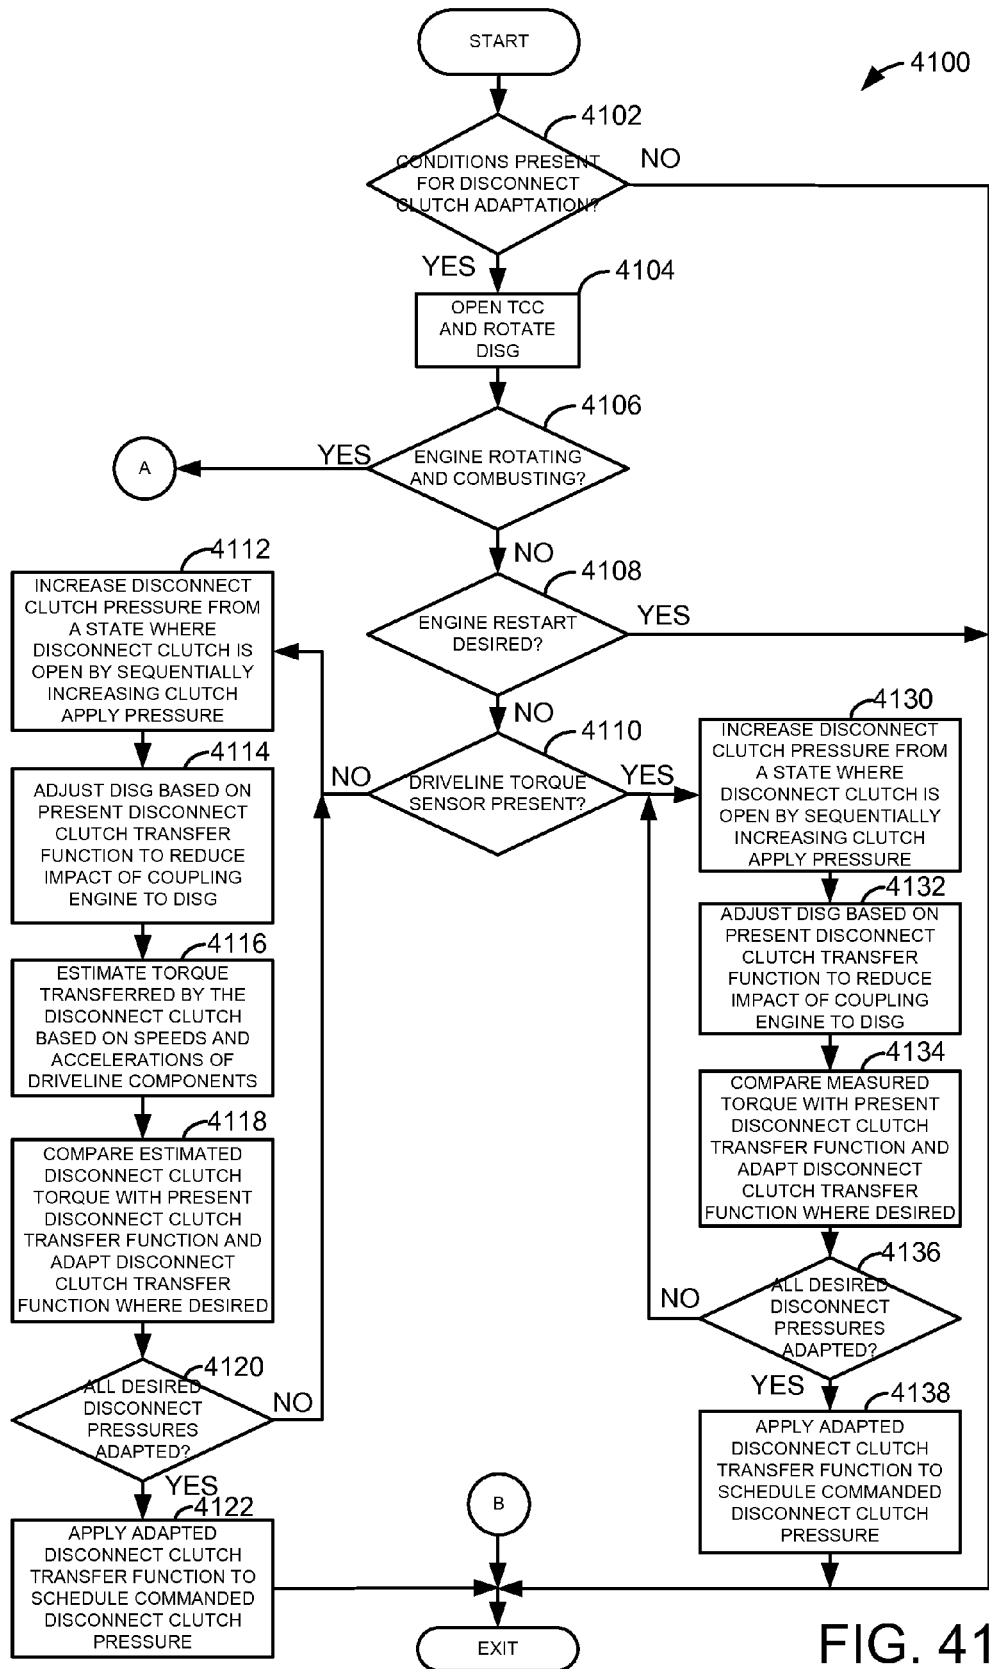 START
4100
4102
CONDITIONS PRESENT
FOR DISCONNECT
CLUTCH ADAPTATION?
NO
YES
4104
OPEN TCC
AND ROTATE
DISG
4106
ENGINE ROTATING
AND COMBUSTING?
YES
A
NO
4108
ENGINE RESTART
DESIRED?
YES
NO
4110
DRIVELINE TORQUE
SENSOR PRESENT?
NO
YES
4112
INCREASE DISCONNECT
CLUTCH PRESSURE FROM
A STATE WHERE
DISCONNECT CLUTCH IS
OPEN BY SEQUENTIALLY
INCREASING CLUTCH
APPLY PRESSURE
4114
ADJUST DISG BASED ON
PRESENT DISCONNECT
CLUTCH TRANSFER
FUNCTION TO REDUCE
IMPACT OF COUPLING
ENGINE TO DISG
4116
ESTIMATE TORQUE
TRANSFERRED BY THE
DISCONNECT CLUTCH
BASED ON SPEEDS AND
ACCELERATIONS OF
DRIVELINE COMPONENTS
4118
COMPARE ESTIMATED
DISCONNECT CLUTCH
TORQUE WITH PRESENT
DISCONNECT CLUTCH
TRANSFER FUNCTION AND
ADAPT DISCONNECT
CLUTCH TRANSFER
FUNCTION WHERE DESIRED
4120
ALL DESIRED
DISCONNECT
PRESSURES
ADAPTED?
NO
YES
4122
APPLY ADAPTED
DISCONNECT CLUTCH
TRANSFER FUNCTION TO
SCHEDULE COMMANDED
DISCONNECT CLUTCH
PRESSURE
4130
INCREASE DISCONNECT
CLUTCH PRESSURE FROM
A STATE WHERE
DISCONNECT CLUTCH IS
OPEN BY SEQUENTIALLY
INCREASING CLUTCH
APPLY PRESSURE
4132
ADJUST DISG BASED ON
PRESENT DISCONNECT
CLUTCH TRANSFER
FUNCTION TO REDUCE
IMPACT OF COUPLING
ENGINE TO DISG
4134
COMPARE MEASURED
TORQUE WITH PRESENT
DISCONNECT CLUTCH
TRANSFER FUNCTION AND
ADAPT DISCONNECT
CLUTCH TRANSFER
FUNCTION WHERE DESIRED
4136
ALL DESIRED
DISCONNECT
PRESSURES
ADAPTED?
NO
YES
4138
APPLY ADAPTED
DISCONNECT CLUTCH
TRANSFER FUNCTION TO
SCHEDULE COMMANDED
DISCONNECT CLUTCH
PRESSURE
B
EXIT
FIG. 41